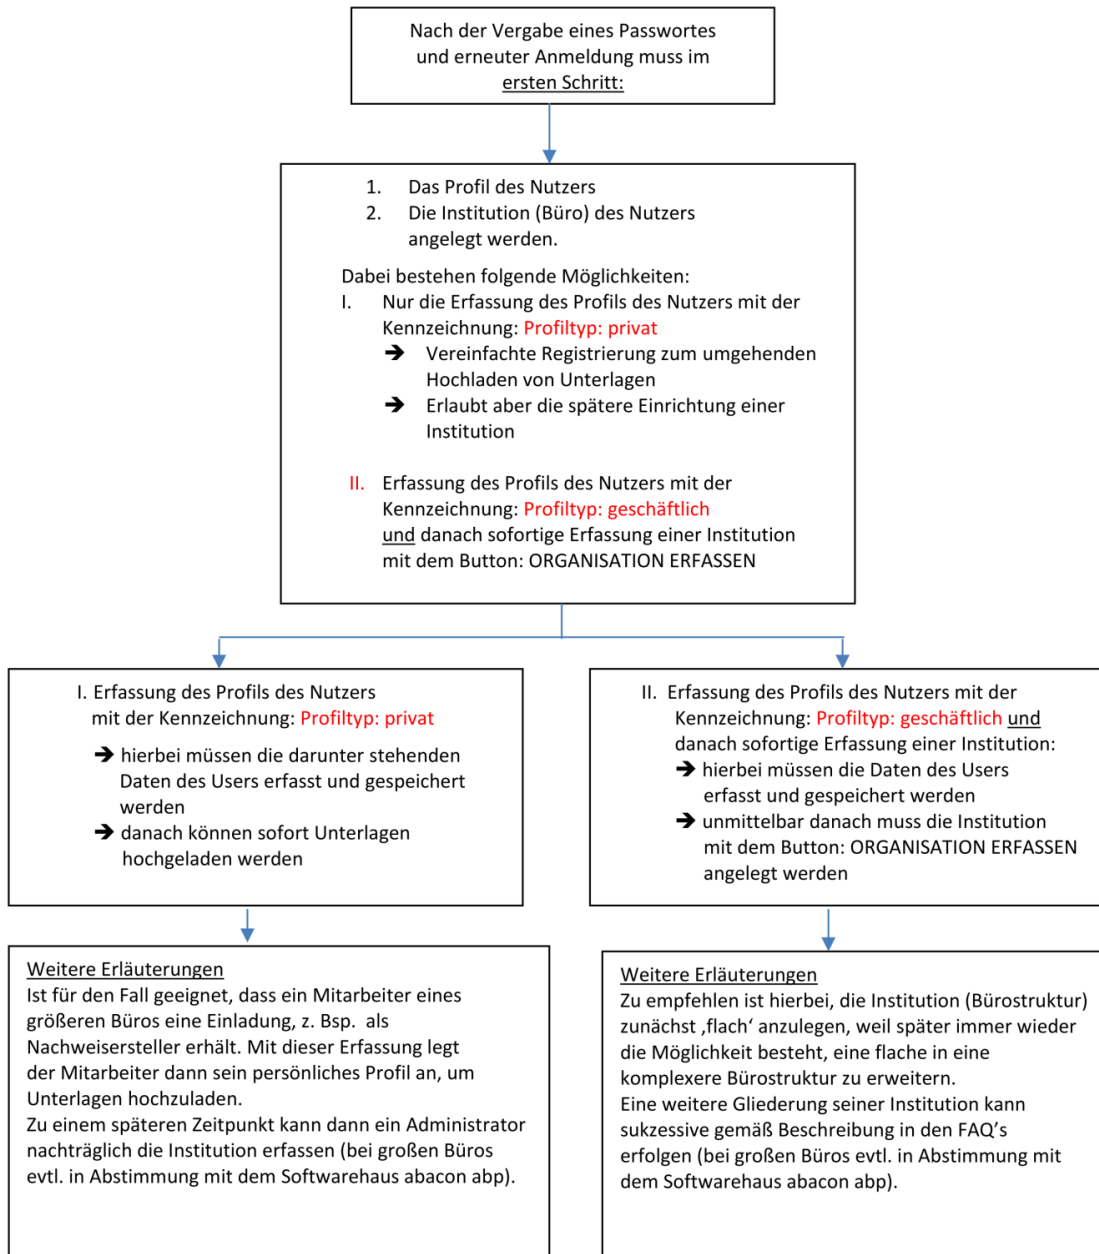 Nach der Vergabe eines Passwortes
und erneuter Anmeldung muss im
ersten Schritt:
1. Das Profil des Nutzers
2. Die Institution (Büro) des Nutzers
angelegt werden.
Dabei bestehen folgende Möglichkeiten:
I. Nur die Erfassung des Profils des Nutzers mit der
Kennzeichnung: Profiltyp: privat
➔ Vereinfachte Registrierung zum umgehenden
Hochladen von Unterlagen
➔ Erlaubt aber die spätere Einrichtung einer
Institution
II. Erfassung des Profils des Nutzers mit der
Kennzeichnung: Profiltyp: geschäftlich
und danach sofortige Erfassung einer Institution
mit dem Button: ORGANISATION ERFASSEN
I. Erfassung des Profils des Nutzers
mit der Kennzeichnung: Profiltyp: privat
➔ hierbei müssen die darunter stehenden
Daten des Users erfasst und gespeichert
werden
➔ danach können sofort Unterlagen
hochgeladen werden
II. Erfassung des Profils des Nutzers mit der
Kennzeichnung: Profiltyp: geschäftlich und
danach sofortige Erfassung einer Institution:
➔ hierbei müssen die Daten des Users
erfasst und gespeichert werden
➔ unmittelbar danach muss die Institution
mit dem Button: ORGANISATION ERFASSEN
angelegt werden
Weitere Erläuterungen
Ist für den Fall geeignet, dass ein Mitarbeiter eines
größeren Büros eine Einladung, z. Bsp. als
Nachweisersteller erhält. Mit dieser Erfassung legt
der Mitarbeiter dann sein persönliches Profil an, um
Unterlagen hochzuladen.
Zu einem späteren Zeitpunkt kann dann ein Administrator
nachträglich die Institution erfassen (bei großen Büros
evtl. in Abstimmung mit dem Softwarehaus abacon abp).
Weitere Erläuterungen
Zu empfehlen ist hierbei, die Institution (Bürostruktur)
zunächst ‚flach‘ anzulegen, weil später immer wieder
die Möglichkeit besteht, eine flache in eine
komplexere Bürostruktur zu erweitern.
Eine weitere Gliederung seiner Institution kann
sukzessive gemäß Beschreibung in den FAQ’s
erfolgen (bei großen Büros evtl. in Abstimmung mit
dem Softwarehaus abacon abp).